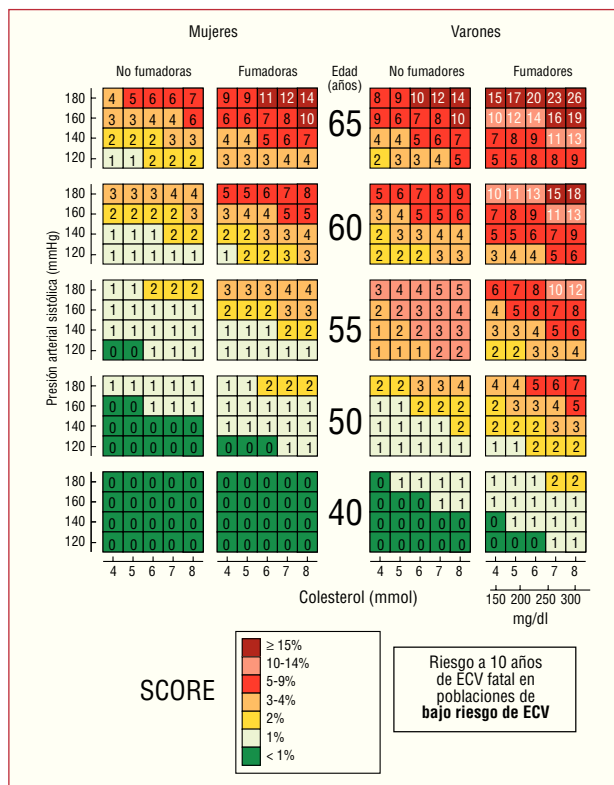 Mujeres
Varones
No fumadoras
Fumadoras
Edad
(años)
No fumadores
Fumadores
Presión arterial sistólica (mmHg)
180 4 5 6 6 7 9 9 11 12 14 8 9 10 12 14 15 17 20 23 26
160 3 3 4 4 6 6 6 7 8 10 9 6 7 8 10 10 12 14 16 19
65
140 2 2 2 3 3 4 4 5 6 7 4 4 5 6 7 7 8 9 11 13
120 1 1 2 2 2 3 3 3 4 4 2 3 3 4 5 5 5 8 8 9
180 3 3 3 4 4 5 5 6 7 8 5 6 7 8 9 10 11 13 15 18
160 2 2 2 2 3 3 4 4 5 5 3 4 5 5 6 7 8 9 11 13
60
140 1 1 1 2 2 2 2 3 3 3 2 3 3 4 4 5 5 6 7 9
120 1 1 1 1 1 1 2 2 3 3 2 2 3 3 3 3 4 4 5 6
180 1 1 2 2 2 3 3 3 4 4 3 4 4 5 5 6 7 8 10 12
160 1 1 1 1 1 2 2 2 3 3 2 2 3 3 4 4 5 8 7 8
55
140 1 1 1 1 1 1 1 1 2 2 1 2 2 3 3 3 4 4 5 6
120 0 0 1 1 1 1 1 1 1 1 1 1 1 2 2 2 2 3 3 4
180 1 1 1 1 1 1 1 2 2 2 2 2 3 3 4 4 4 5 6 7
160 0 0 1 1 1 1 1 1 1 1 1 1 2 2 2 2 3 3 4 5
50
140 0 0 0 0 0 1 1 1 1 1 1 1 1 1 2 2 2 2 3 3
120 0 0 0 0 0 0 0 0 1 1 1 1 1 1 1 1 1 2 2 2
180 0 0 0 0 0 0 0 0 0 0 0 1 1 1 1 1 1 1 2 2
160 0 0 0 0 0 0 0 0 0 0 0 0 0 1 1 1 1 1 1 1
40
140 0 0 0 0 0 0 0 0 0 0 0 0 0 0 0 0 1 1 1 1
120 0 0 0 0 0 0 0 0 0 0 0 0 0 0 0 0 0 0 1 1
4 5 6 7 8 4 5 6 7 8 4 5 6 7 8 4 5 6 7 8
Colesterol (mmol)
150 200 250 300
mg/dl
SCORE
≥ 15%
10-14%
5-9%
3-4%
2%
1%
< 1%
Riesgo a 10 años
de ECV fatal en
poblaciones de
bajo riesgo de ECV